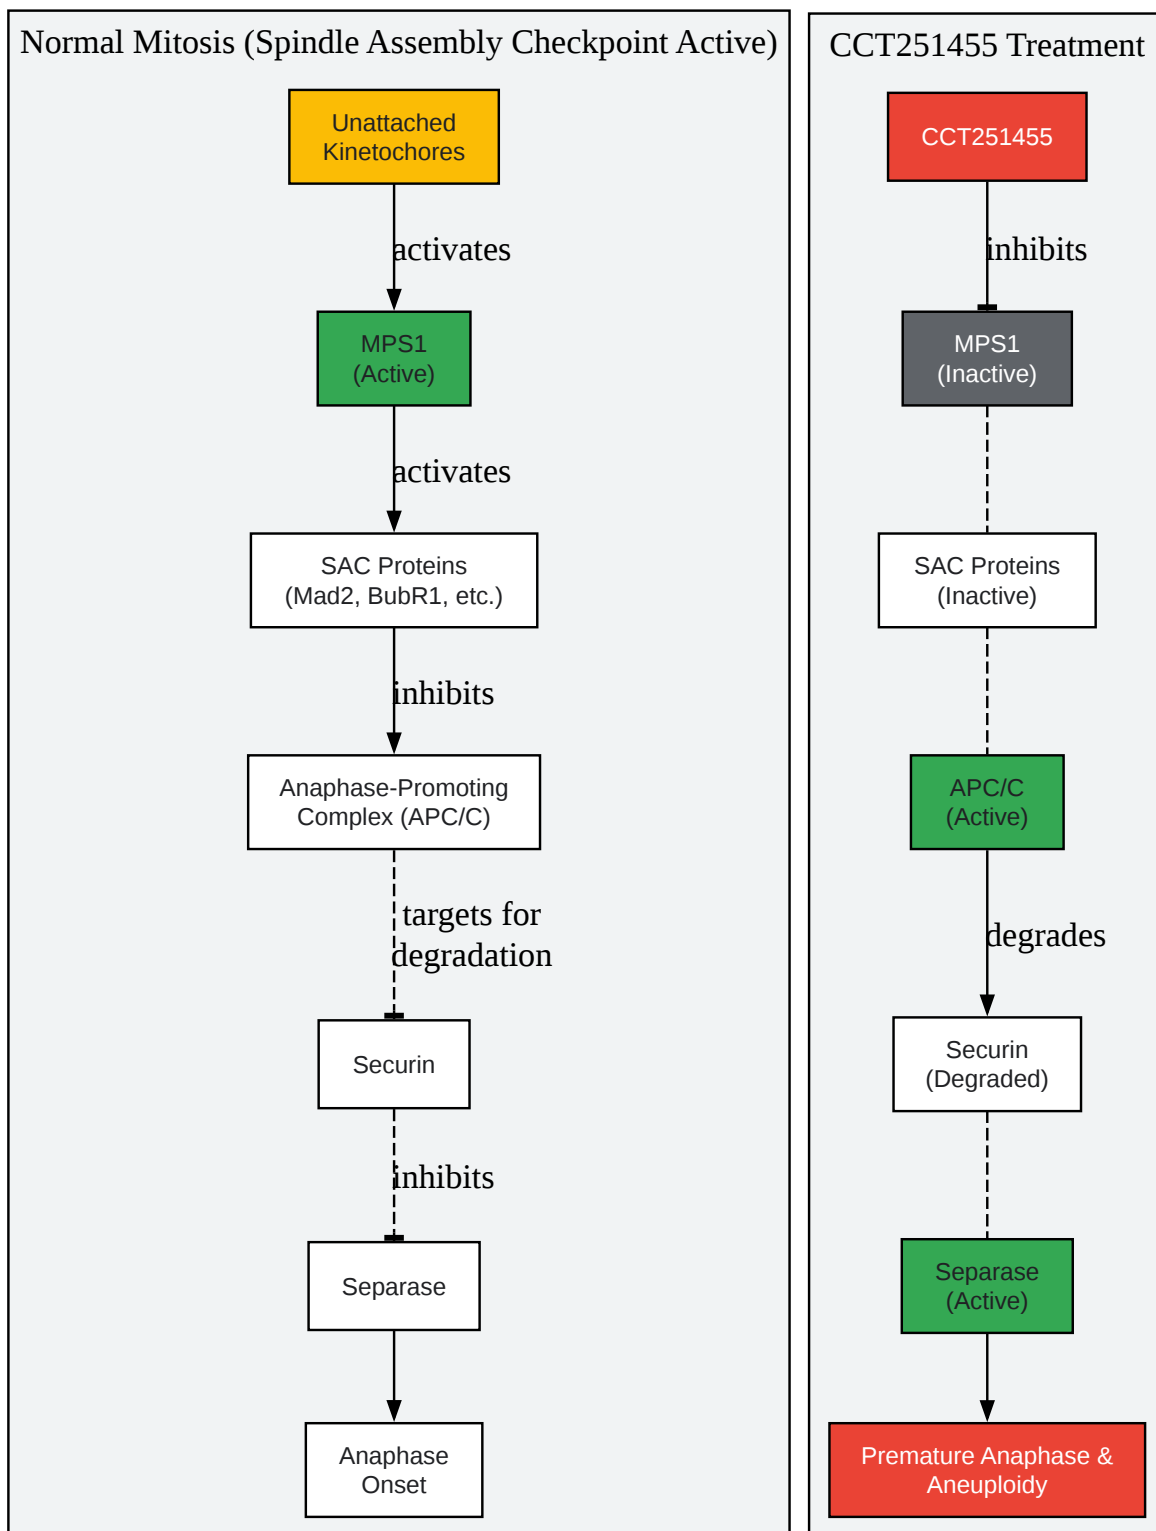 Normal Mitosis (Spindle Assembly Checkpoint Active)
Unattached
Kinetochores
activates
MPS1
(Active)
activates
SAC Proteins
(Mad2, BubR1, etc.)
inhibits
Anaphase-Promoting
Complex (APC/C)
targets for
degradation
Securin
inhibits
Separase
Anaphase
Onset
CCT251455 Treatment
CCT251455
inhibits
MPS1
(Inactive)
SAC Proteins
(Inactive)
APC/C
(Active)
degrades
Securin
(Degraded)
Separase
(Active)
Premature Anaphase &
Aneuploidy